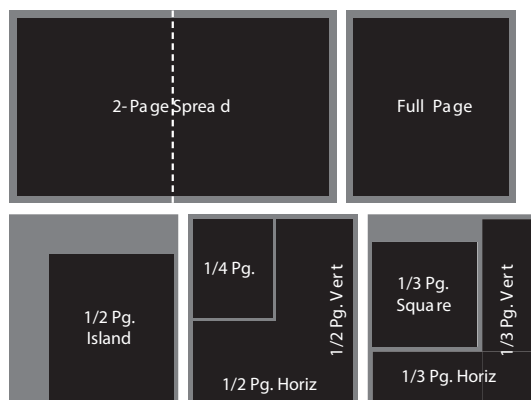 2-Page Spread
Full Page
1/2 Pg.
Island
1/4 Pg.
1/2 Pg. Vert
1/2 Pg. Horiz
1/3 Pg.
Square
1/3 Pg. Vert
1/3 Pg. Horiz